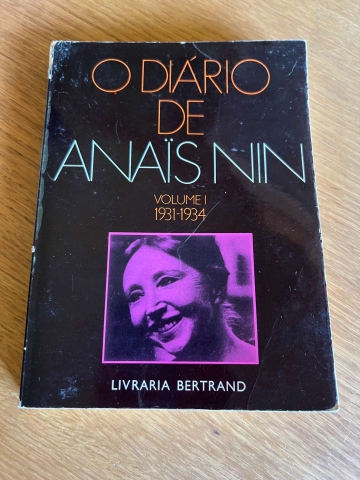 O DIÁRIO
DE
ANAÏS NIN
VOLUME I
1931-1934
LIVRARIA BERTRAND